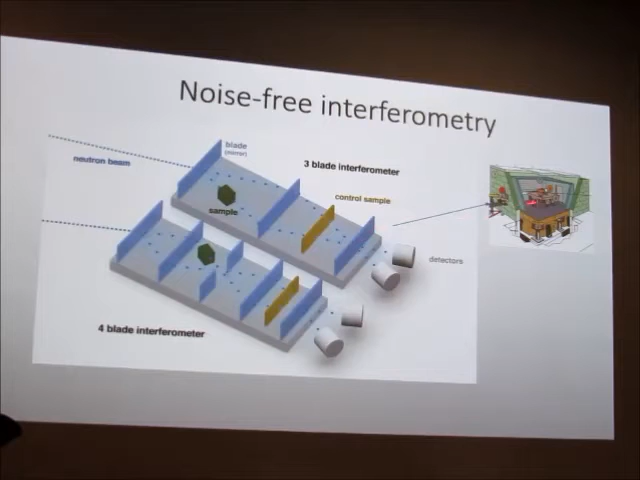 Noise-free interferometry
blade
(mirror)
neutron beam
3 blade interferometer
sample
control sample
detectors
4 blade interferometer